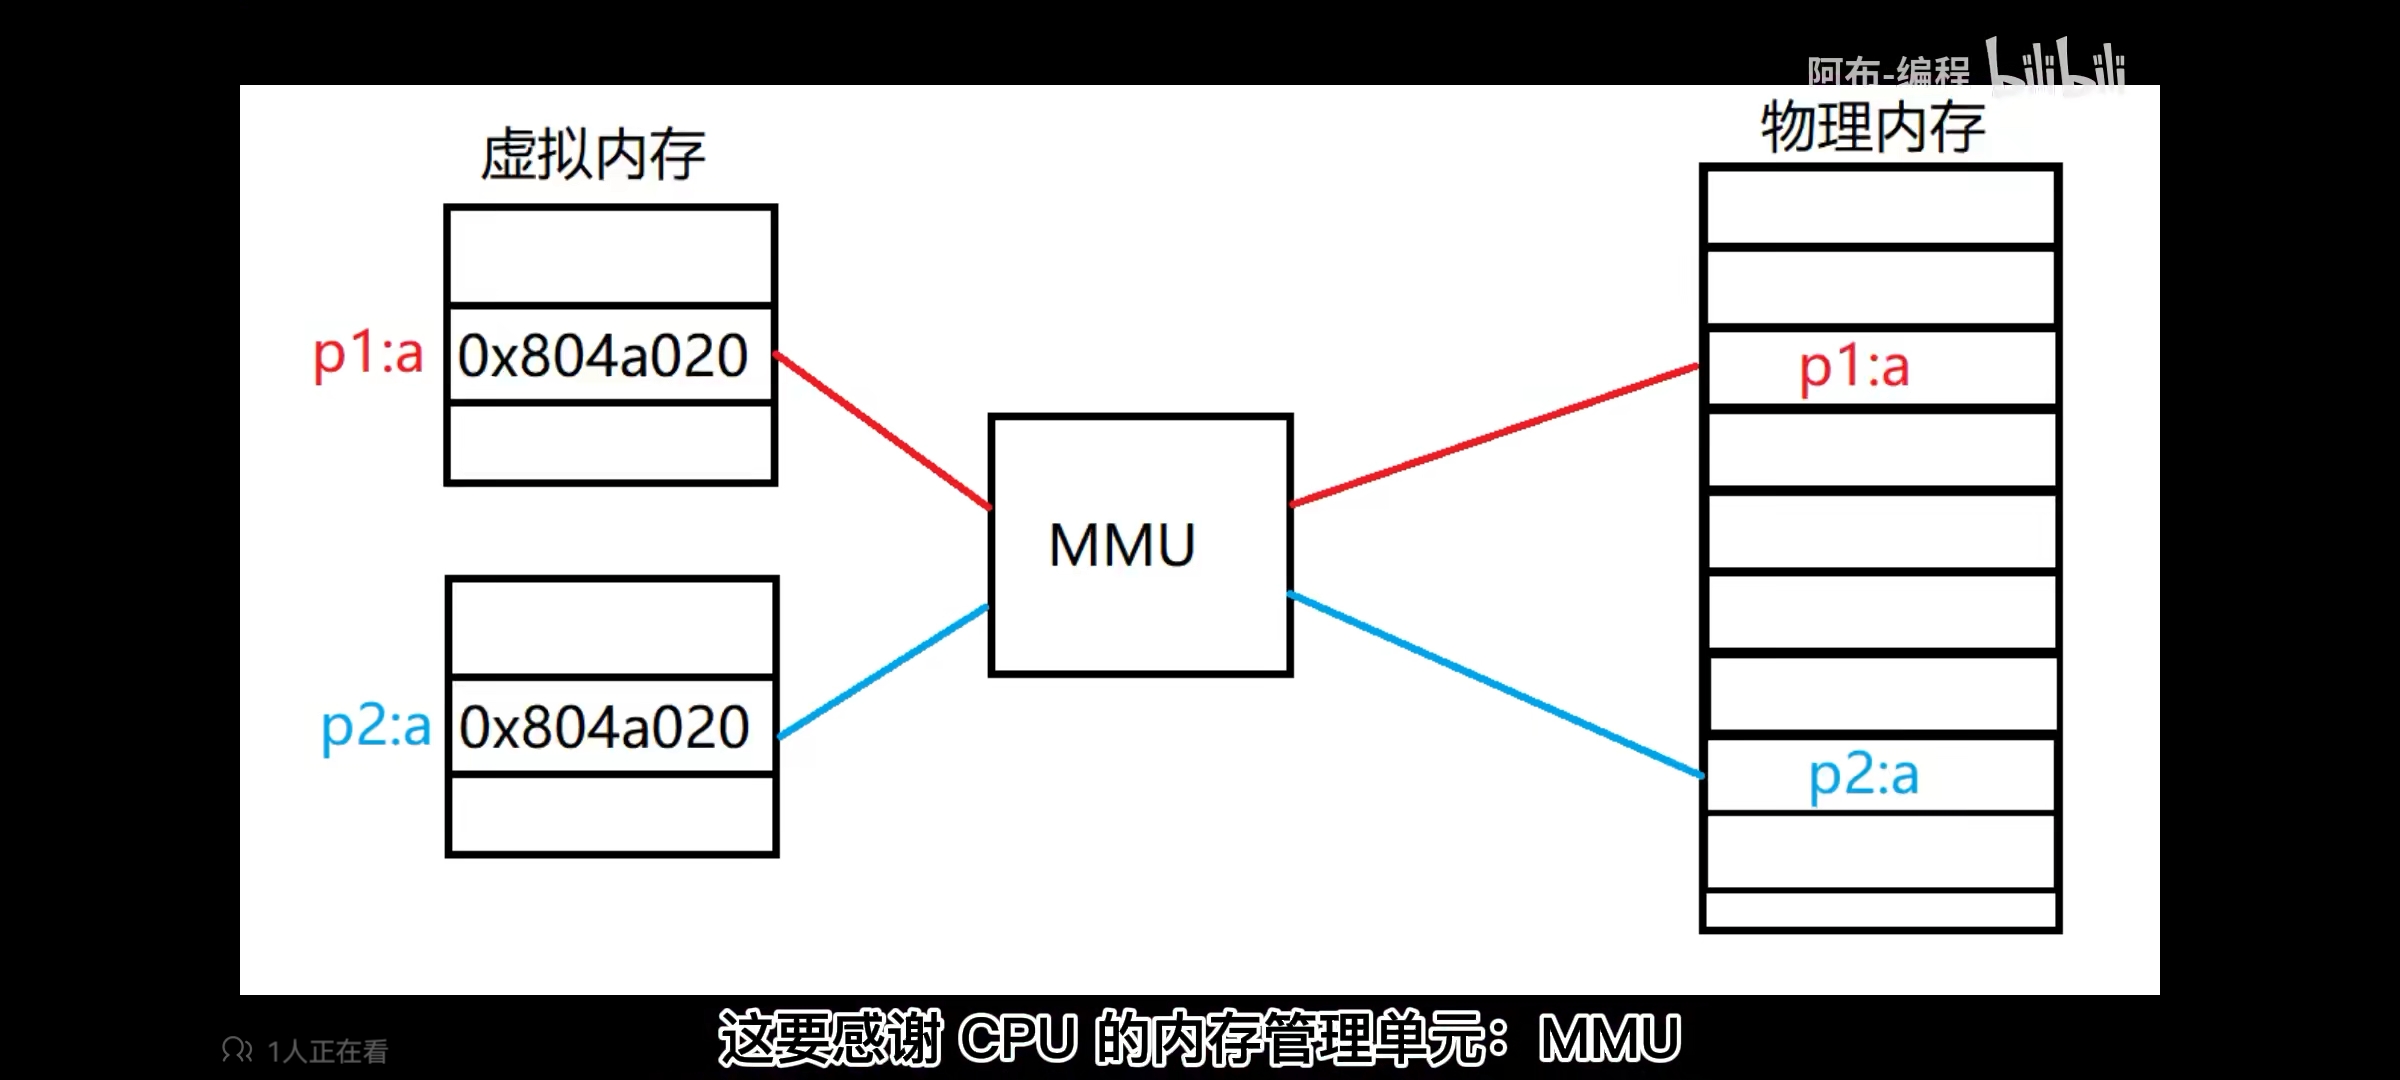 阿布-编程 bilibili
虚拟内存
物理内存
p1:a
0x804a020
p1:a
MMU
p2:a
0x804a020
p2:a
这要感谢 CPU 的内存管理单元：MMU
1人正在看